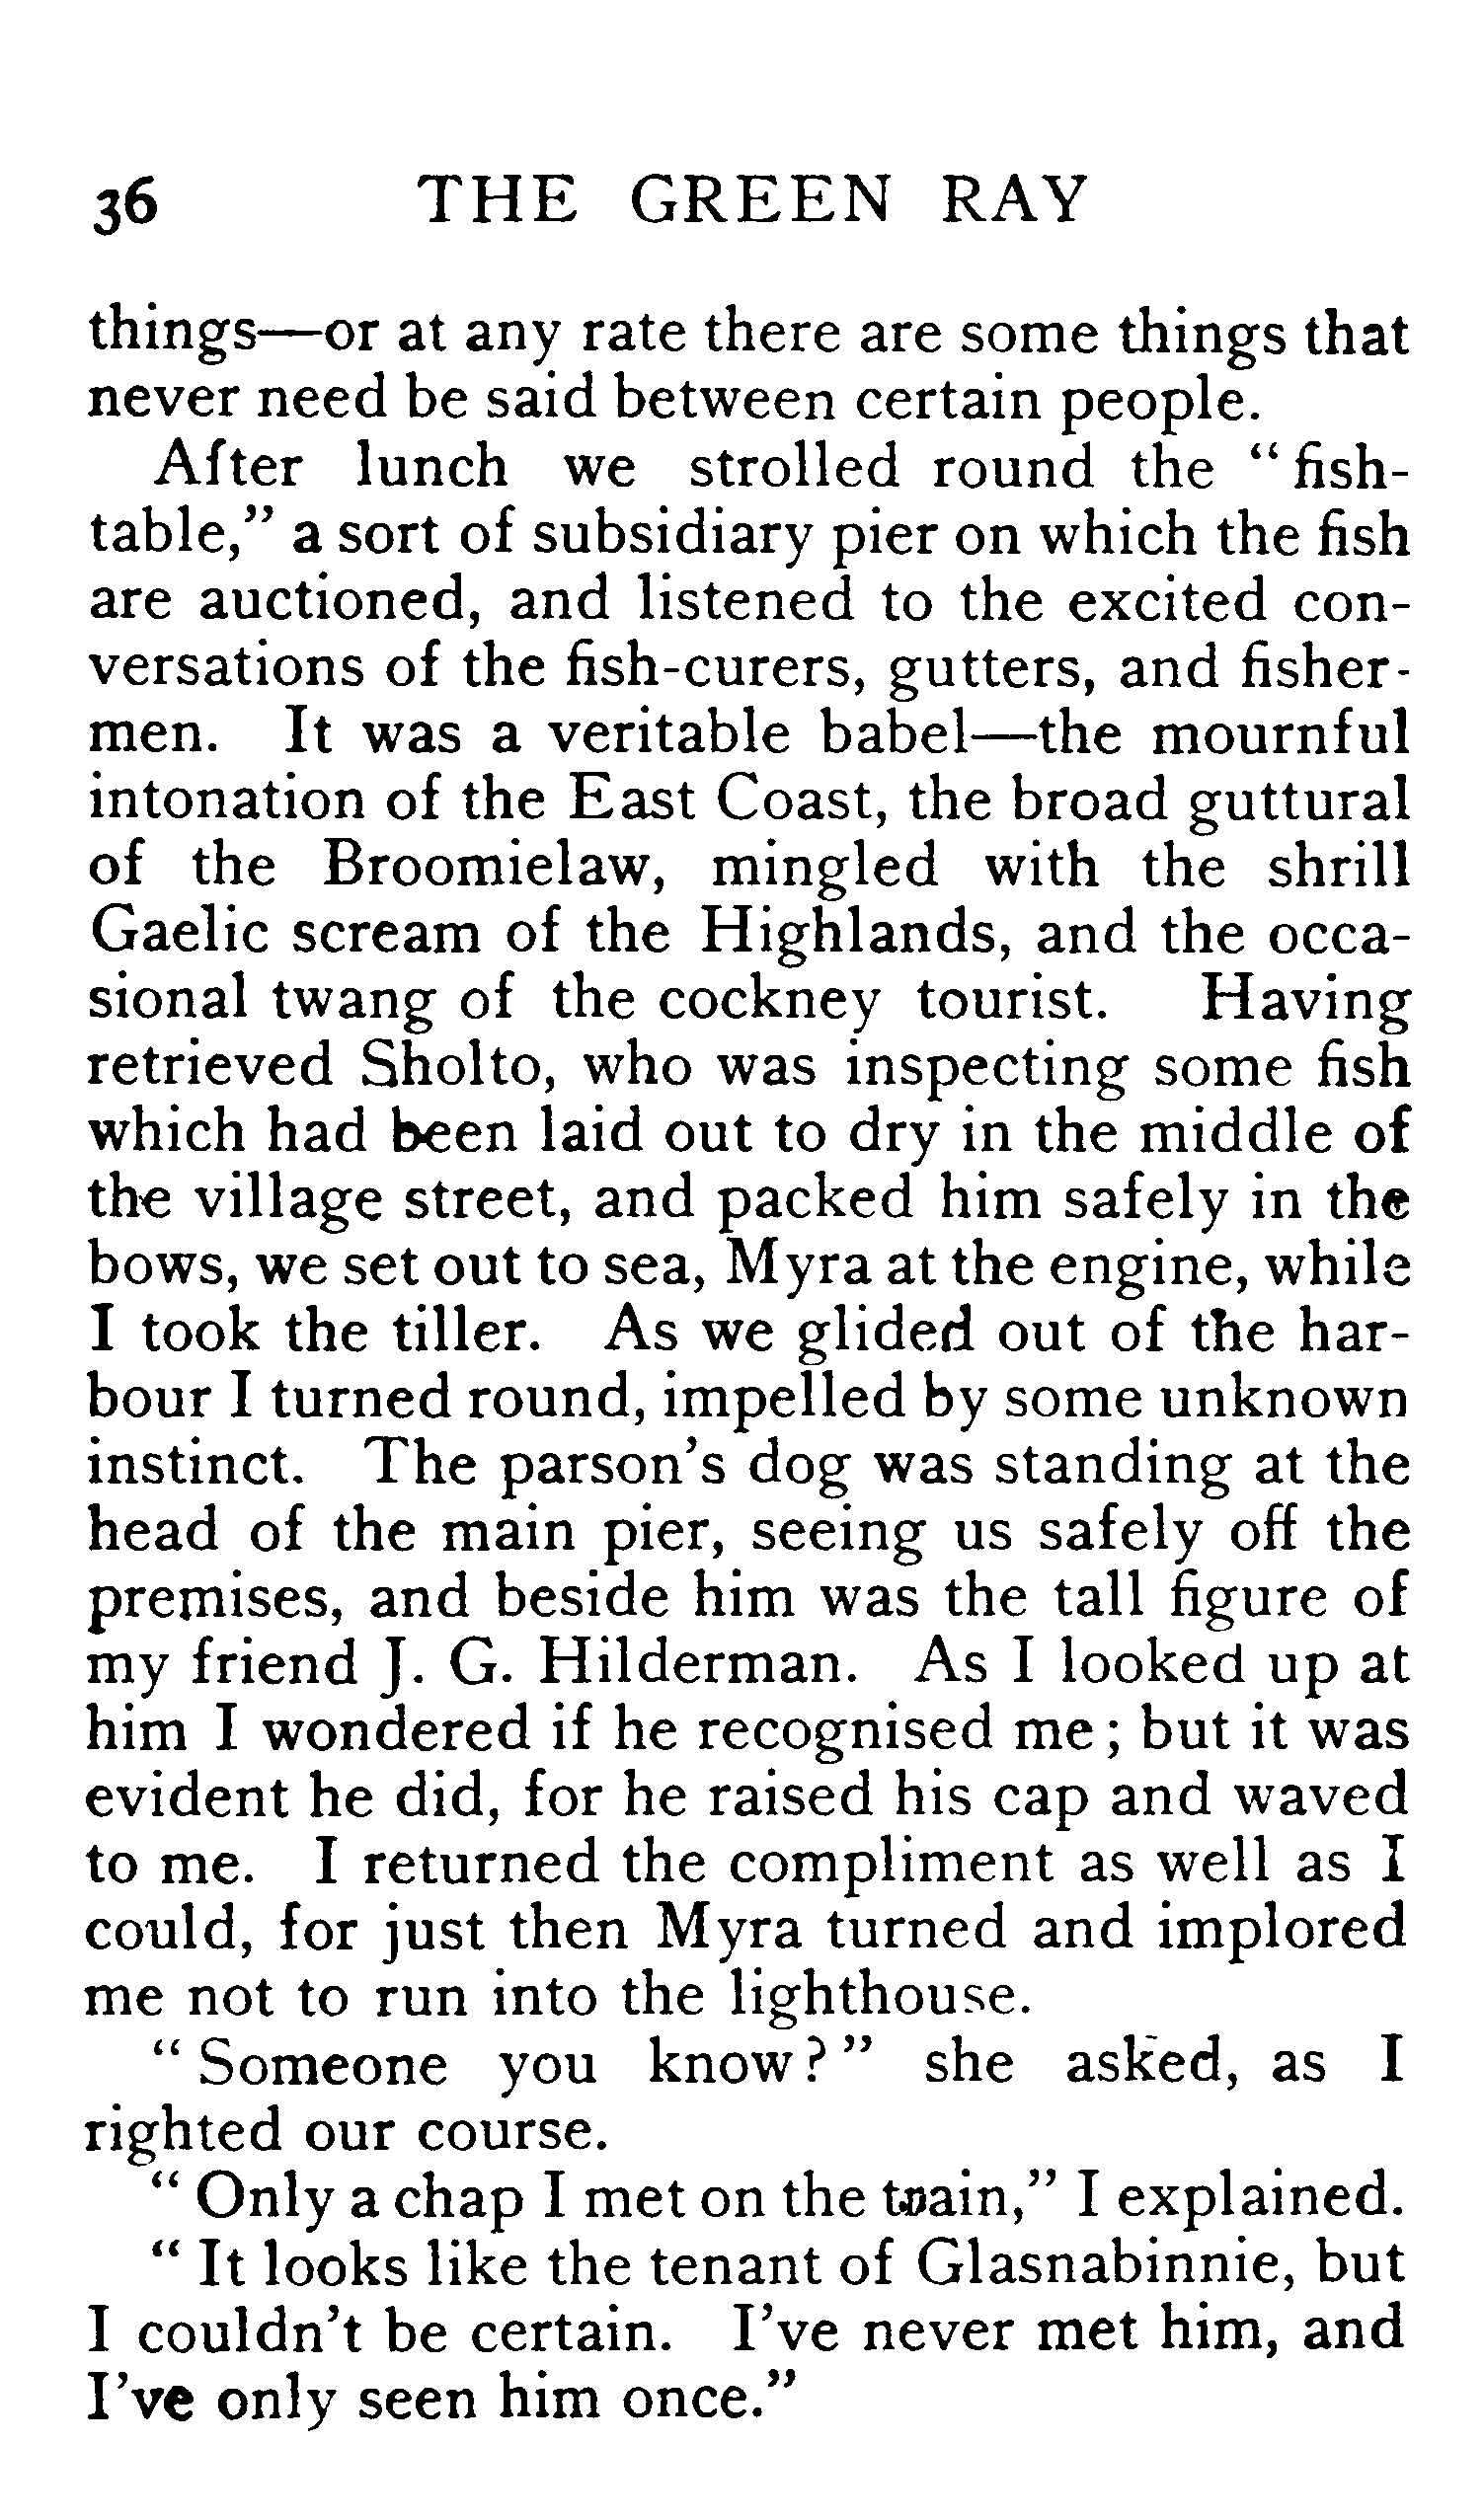 36 THE GREEN RAY
things—or at any rate there are some things that
never need be said between certain people.
After lunch we strolled round the "fish-
table," a sort of subsidiary pier on which the fish
are auctioned, and listened to the excited con-
versations of the fish-curers, gutters, and fisher-
men. It was a veritable babel—the mournful
intonation of the East Coast, the broad guttural
of the Broomielaw, mingled with the shrill
Gaelic scream of the Highlands, and the occa-
sional twang of the cockney tourist. Having
retrieved Sholto, who was inspecting some fish
which had been laid out to dry in the middle of
the village street, and packed him safely in the
bows, we set out to sea, Myra at the engine, while
I took the tiller. As we glided out of the har-
bour I turned round, impelled by some unknown
instinct. The parson's dog was standing at the
head of the main pier, seeing us safely off the
premises, and beside him was the tall figure of
my friend J. G. Hilderman. As I looked up at
him I wondered if he recognised me; but it was
evident he did, for he raised his cap and waved
to me. I returned the compliment as well as I
could, for just then Myra turned and implored
me not to run into the lighthouse.
"Someone you know?" she asked, as I
righted our course.
"Only a chap I met on the train," I explained.
"It looks like the tenant of Glasnabinnie, but
I couldn't be certain. I've never met him, and
I've only seen him once."